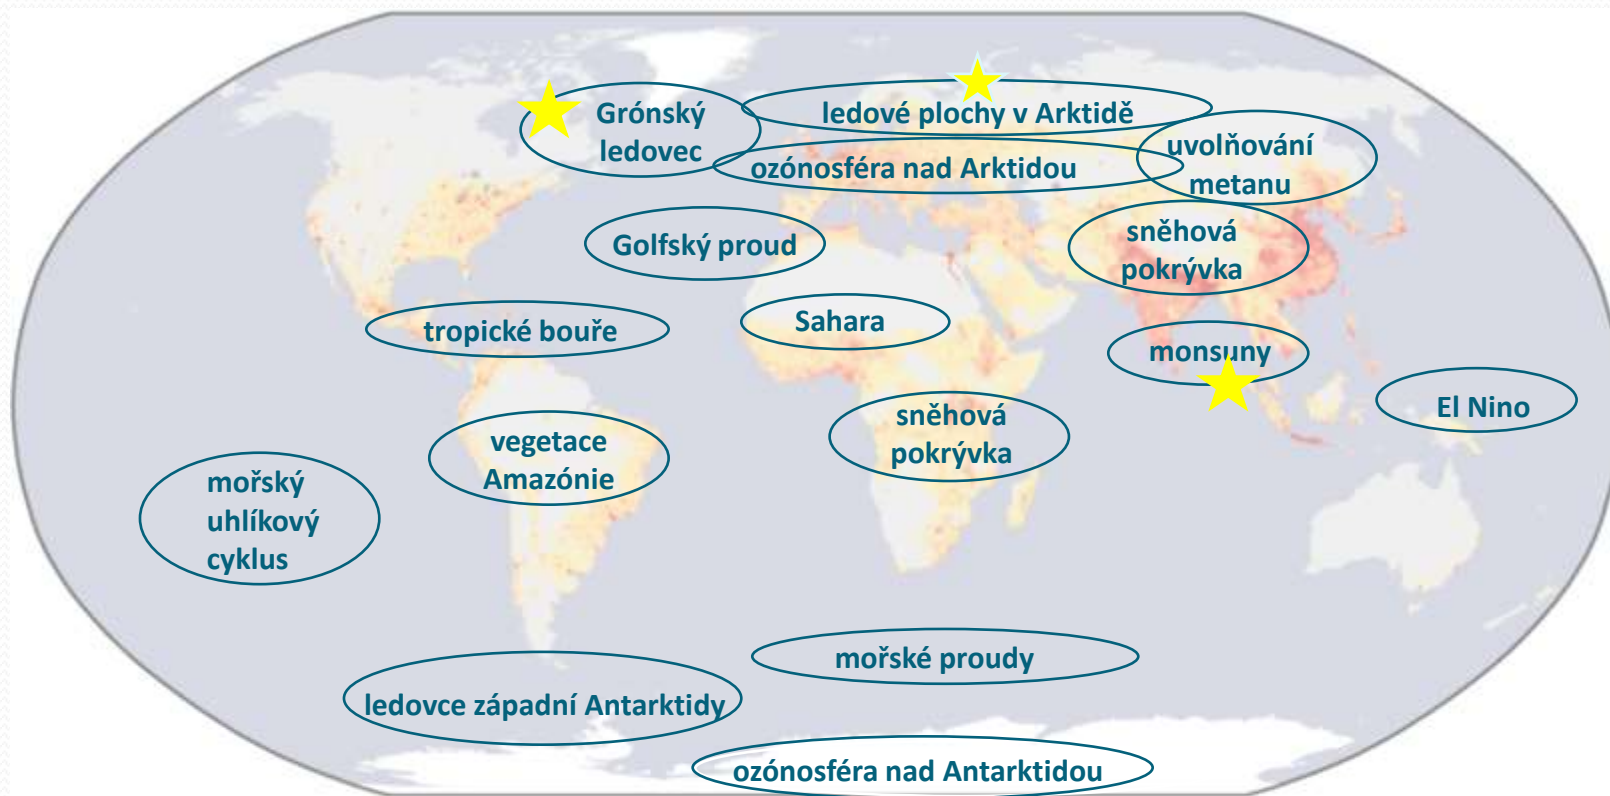 Grónský
ledovec
ledové plochy v Arktidě
uvolňování
metanu
ozónosféra nad Arktidou
Golfský proud
sněhová
pokrývka
tropické bouře
Sahara
monsuny
El Nino
vegetace
Amazónie
sněhová
pokrývka
mořský
uhlíkový
cyklus
mořské proudy
ledovce západní Antarktidy
ozónosféra nad Antarktidou